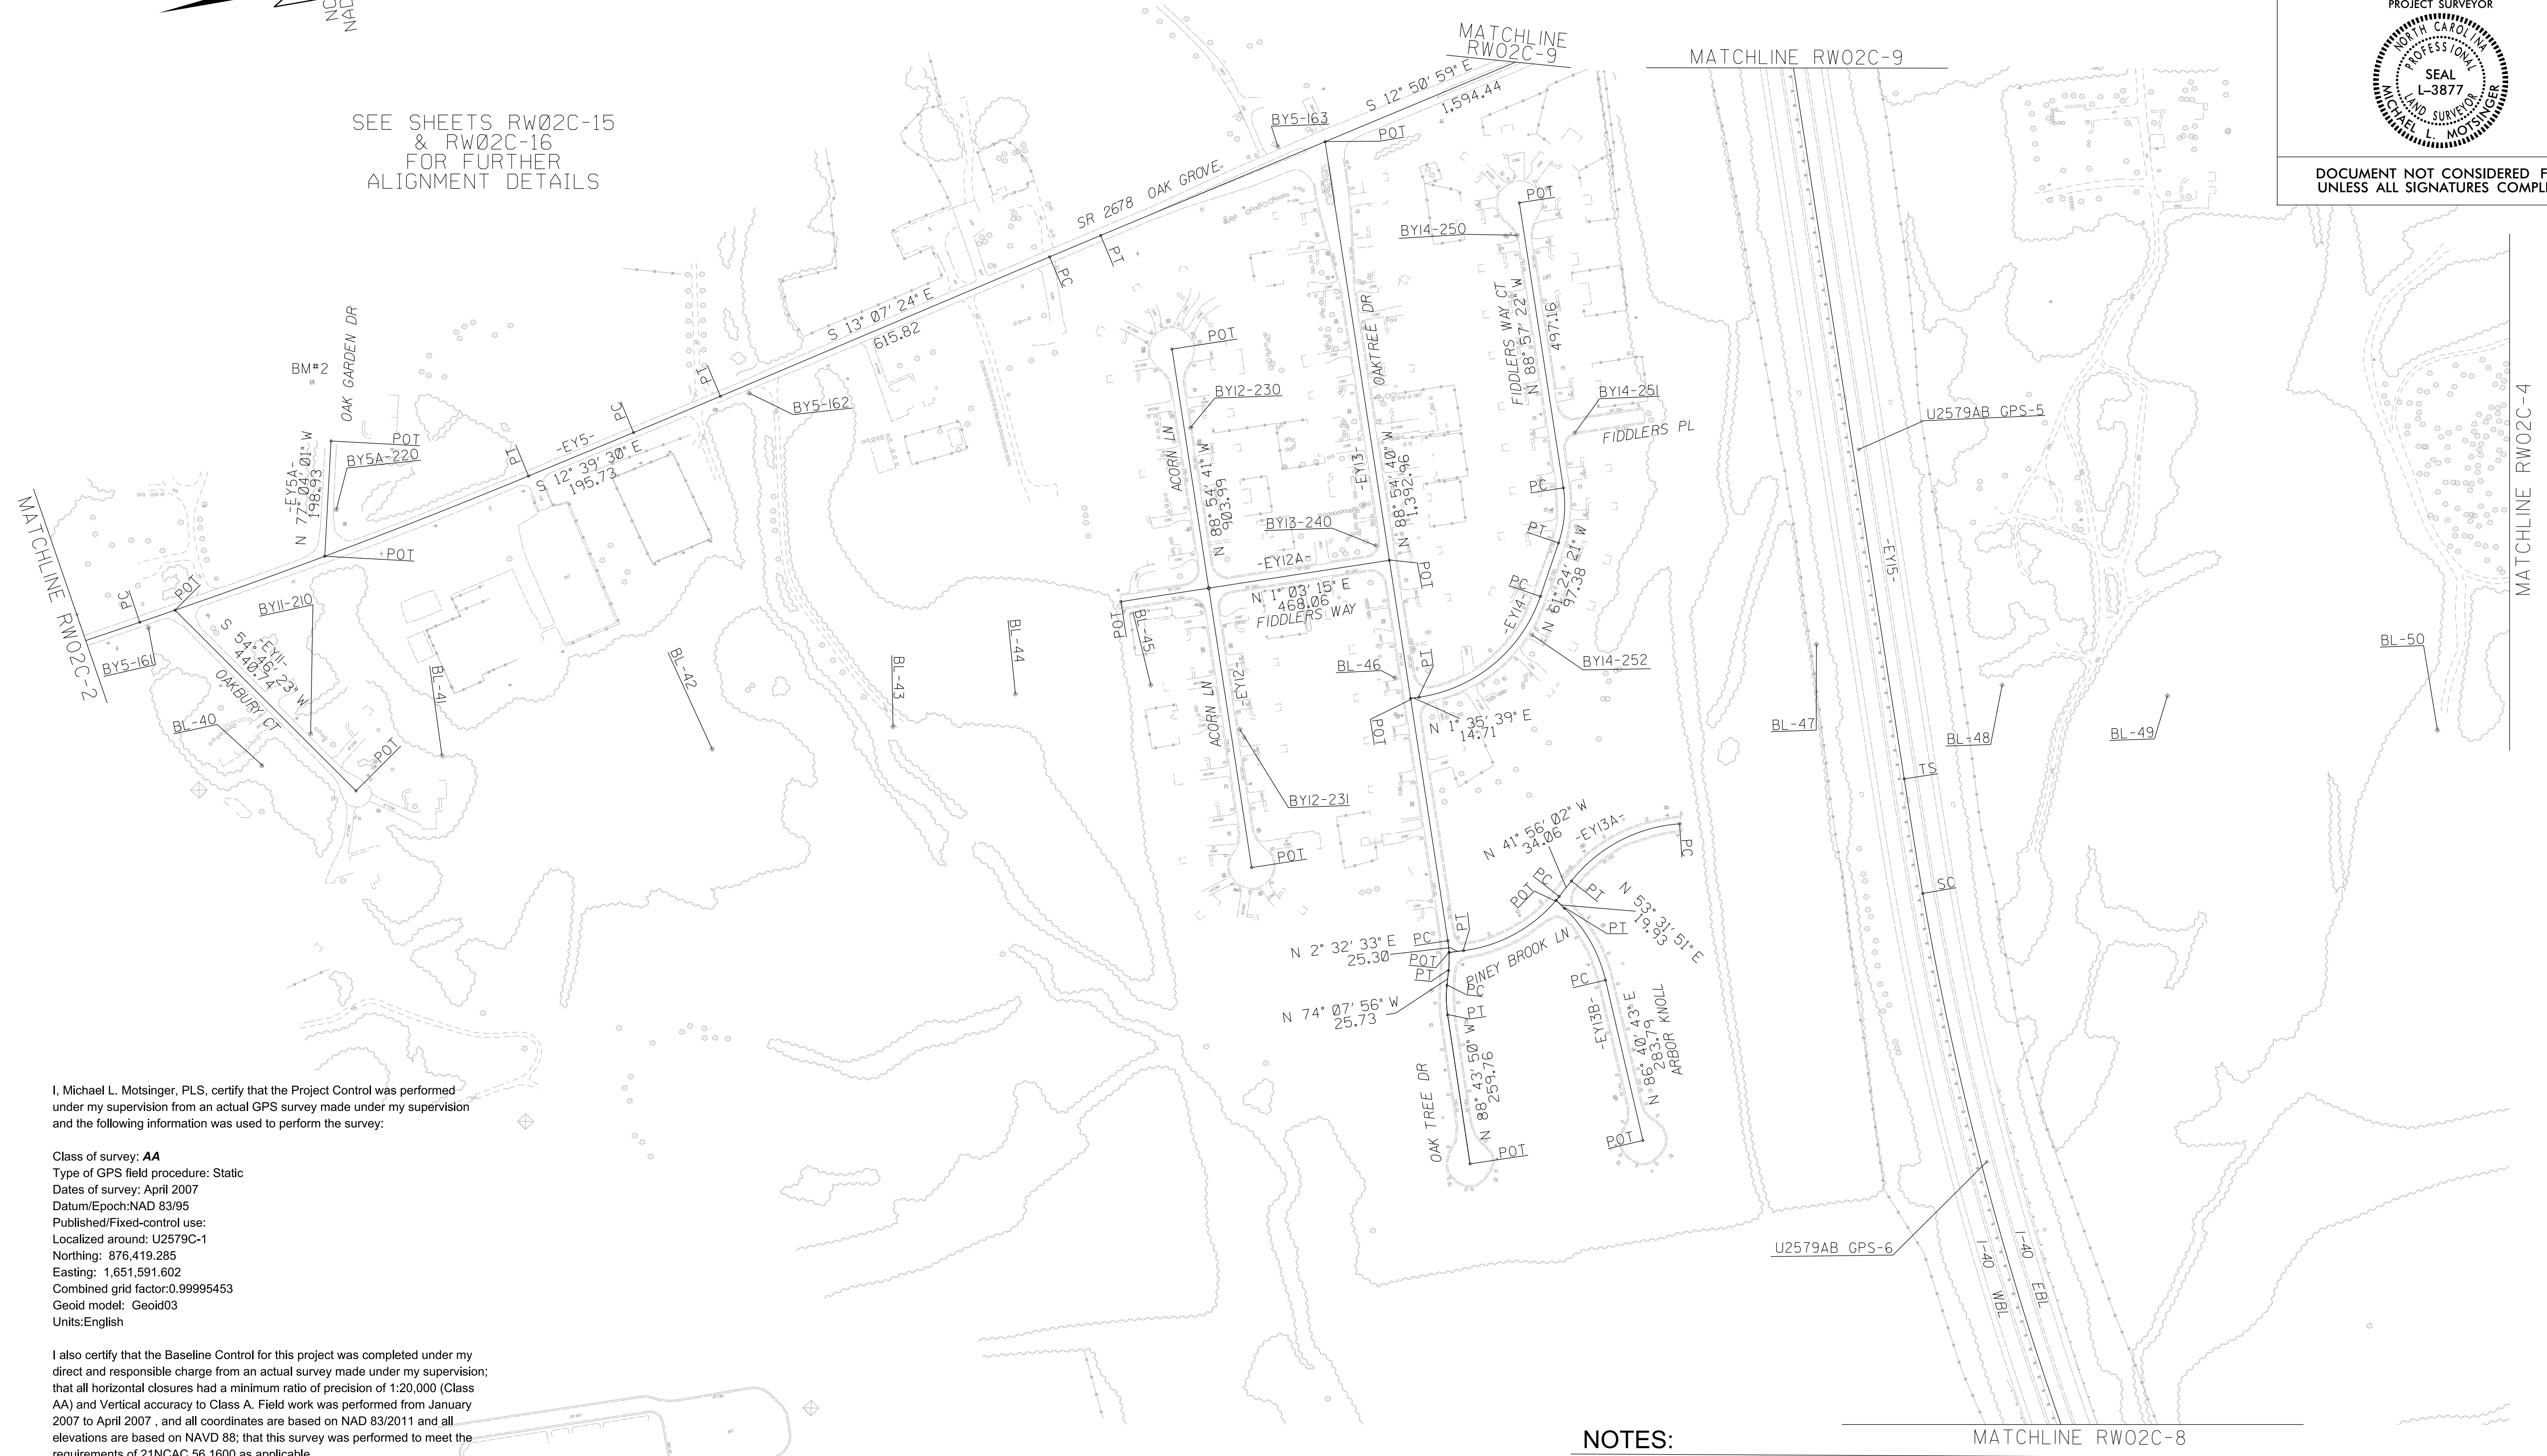 PROJECT SURVEYOR
NORTH CAROLINA
PROFESSIONAL
SEAL
L-3877
LAND SURVEYOR
MICHAEL L. MOTSINGER
DOCUMENT NOT CONSIDERED
UNLESS ALL SIGNATURES
MATCHLINE
RW02C-9
MATCHLINE RW02C-9
SEE SHEETS RW02C-15
& RW02C-16
FOR FURTHER
ALIGNMENT DETAILS
S 12° 50' 59" E
1,594.44
BY5-163
POT
SR 2678 OAK GROVE
PT
PC
S 13° 07' 24" E
615.82
POT
BY14-250
FIDDLERS WAY CT
N 88° 57' 22" W
497.16
OAKTREE DR
POT
BM#2
OAK GARDEN DR
PT
BY5-162
BY12-230
BY14-251
FIDDLERS PL
U2579AB GPS-5
MATCHLINE RW02C-4
PC
-EY5-
PT
S 12° 39' 30" E
195.73
POT
BY5A-220
-EY5A-
N 77° 04' 01" W
198.93
POT
ACORN LN
N 88° 54' 41" W
903.99
-EY13-
N 88° 54' 40" W
1,392.96
PC
PT
BY13-240
-EY12A-
N 1° 03' 15" E
468.06
FIDDLERS WAY
POT
PC
N 61° 24' 21" W
97.38
-EY14-
-EY15-
MATCHLINE RW02C-2
PC
POT
BY11-210
BY5-161
-EY11-
S 54° 46' 23" W
440.74
OAKBURY CT
BL-40
POT
BL-41
BL-42
BL-43
BL-44
POT
BL-45
BL-46
PT
BY14-252
BL-47
BL-48
BL-49
BL-50
ACORN LN
-EY12-
POT
N 1° 35' 39" E
14.71
TS
BY12-231
POT
N 41° 56' 02" W
34.06
-EY13A-
PC
SC
PC
POT
PT
N 53° 31' 51" E
19.93
PT
PT
PC
N 2° 32' 33" E
25.30
POT
PT
PINEY BROOK LN
PC
PC
N 74° 07' 56" W
25.73
PT
-EY13B-
N 86° 40' 43" E
283.79
ARBOR KNOLL
OAK TREE DR
N 88° 43' 50" W
259.76
POT
POT
U2579AB GPS-6
I-40 WBL
I-40 EBL
I, Michael L. Motsinger, PLS, certify that the Project Control was performed
under my supervision from an actual GPS survey made under my supervision
and the following information was used to perform the survey:
Class of survey: AA
Type of GPS field procedure: Static
Dates of survey: April 2007
Datum/Epoch:NAD 83/95
Published/Fixed-control use:
Localized around: U2579C-1
Northing: 876,419.285
Easting: 1,651,591.602
Combined grid factor:0.99995453
Geoid model: Geoid03
Units:English
I also certify that the Baseline Control for this project was completed under my
direct and responsible charge from an actual survey made under my supervision;
that all horizontal closures had a minimum ratio of precision of 1:20,000 (Class
AA) and Vertical accuracy to Class A. Field work was performed from January
2007 to April 2007 , and all coordinates are based on NAD 83/2011 and all
elevations are based on NAVD 88; that this survey was performed to meet the
requirements of 21NCAC 56.1600 as applicable
NOTES:
MATCHLINE RW02C-8